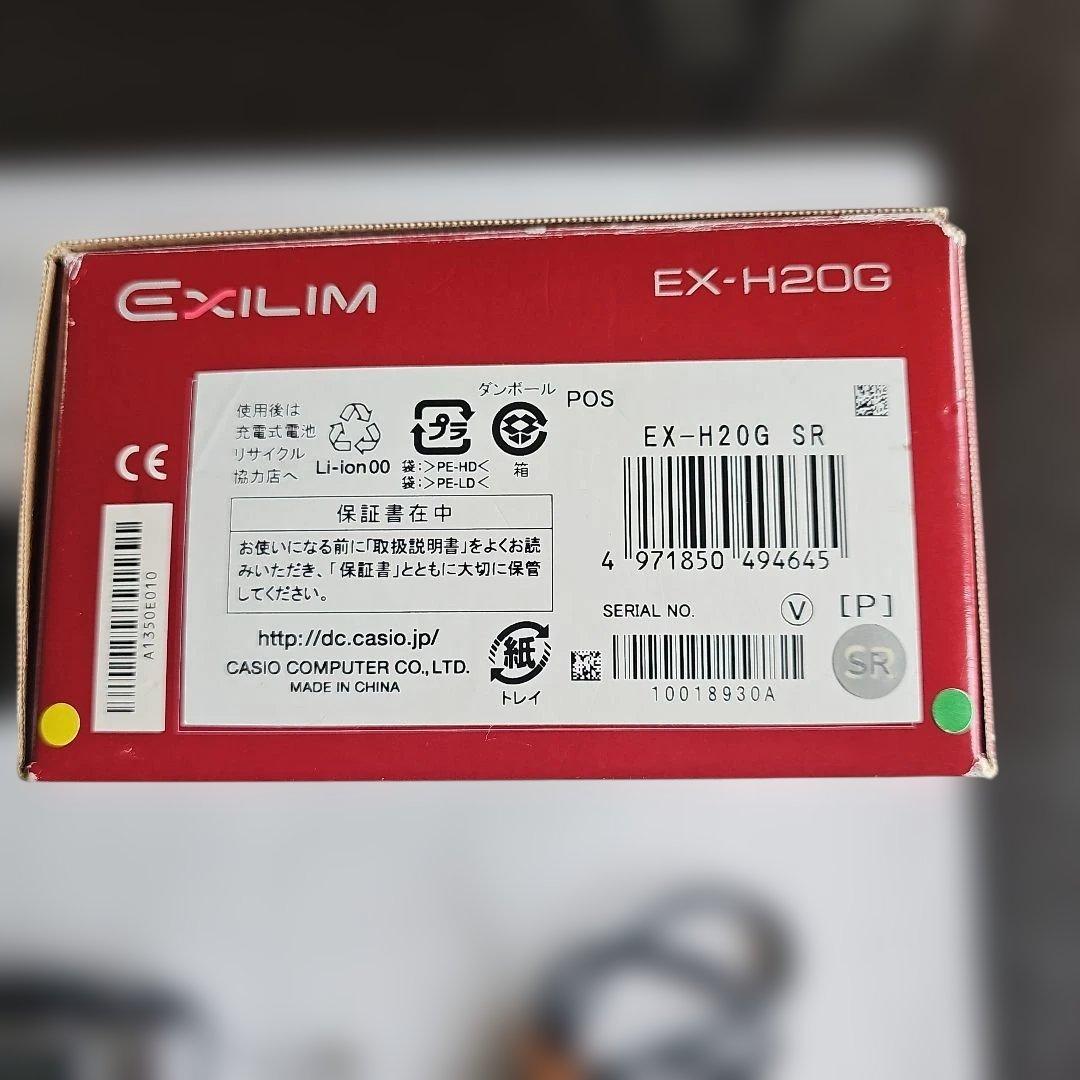 EXILIM
EX-H20G
使用後は
充電式電池
リサイクル
協力店へ
Li-ion00
プラ
袋:>PE-HD<
袋:>PE-LD<
ダンボール
箱
POS
EX-H20G SR
4 971850 494645
CE
保証書在中
お使いになる前に「取扱説明書」をよくお読
みいただき、「保証書」とともに大切に保管
してください。
A1350E010
http://dc.casio.jp/
CASIO COMPUTER CO., LTD.
MADE IN CHINA
紙
トレイ
SERIAL NO.
V
[P]
10018930A
SR